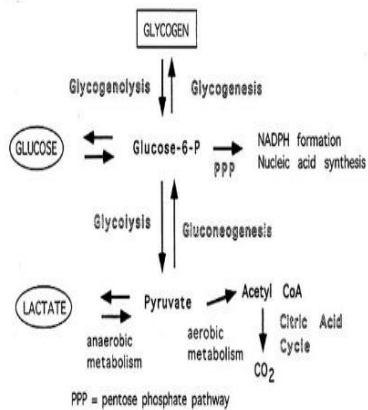 GLYCOGEN
Glycogenolysis
Glycogenesis
GLUCOSE
Glucose-6-P
PPP
NADPH formation
Nucleic acid synthesis
Glycolysis
Gluconeogenesis
LACTATE
Pyruvate
Acetyl CoA
anaerobic
metabolism
aerobic
metabolism
Citric Acid
Cycle
CO2
PPP = pentose phosphate pathway